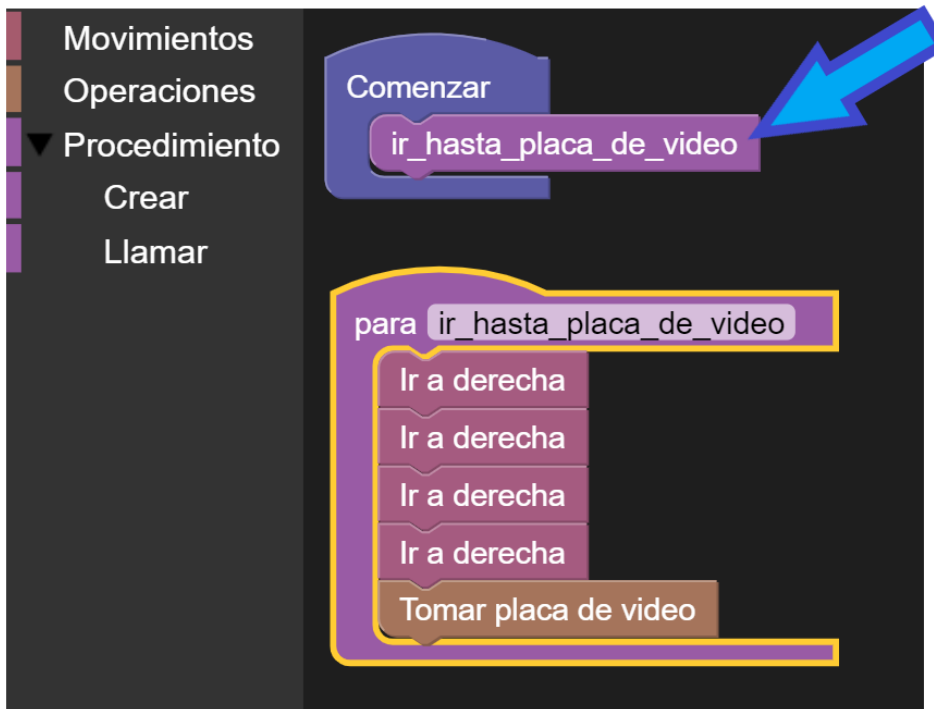 Movimientos
Operaciones
Procedimiento
Crear
Llamar
Comenzar
ir_hasta_placa_de_video
para ir_hasta_placa_de_video
Ir a derecha
Ir a derecha
Ir a derecha
Ir a derecha
Tomar placa de video